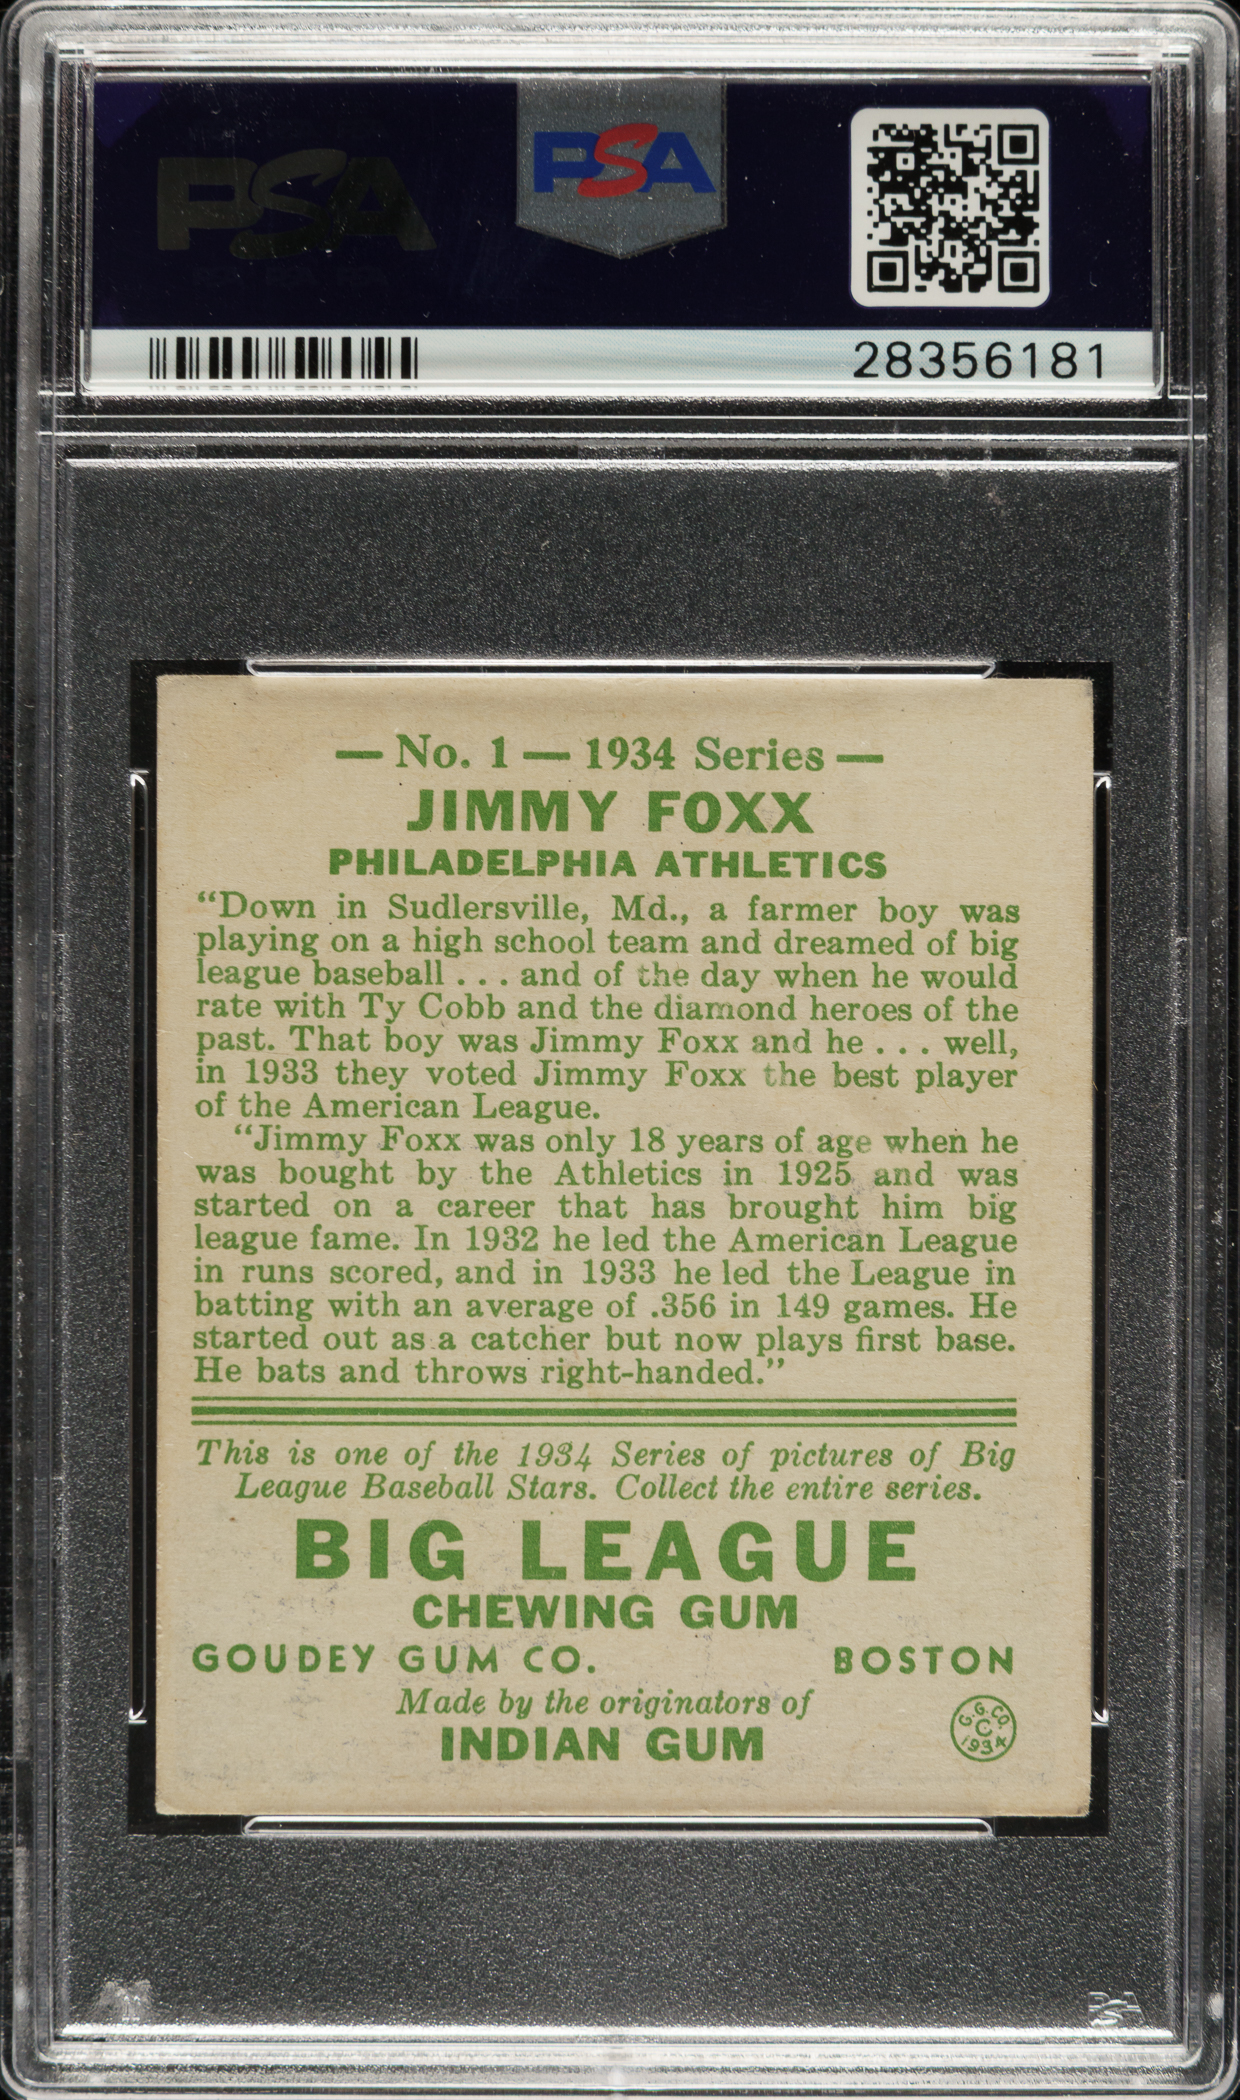 PSA
PSA
28356181
— No. 1 — 1934 Series —
JIMMY FOXX
PHILADELPHIA ATHLETICS
“Down in Sudlersville, Md., a farmer boy was
playing on a high school team and dreamed of big
league baseball . . . and of the day when he would
rate with Ty Cobb and the diamond heroes of the
past. That boy was Jimmy Foxx and he . . . well,
in 1933 they voted Jimmy Foxx the best player
of the American League.
“Jimmy Foxx was only 18 years of age when he
was bought by the Athletics in 1925 and was
started on a career that has brought him big
league fame. In 1932 he led the American League
in runs scored, and in 1933 he led the League in
batting with an average of .356 in 149 games. He
started out as a catcher but now plays first base.
He bats and throws right-handed.”
This is one of the 1934 Series of pictures of Big
League Baseball Stars. Collect the entire series.
BIG LEAGUE
CHEWING GUM
GOUDEY GUM CO. BOSTON
Made by the originators of
INDIAN GUM
G.G.CO.
C
1934
PSA